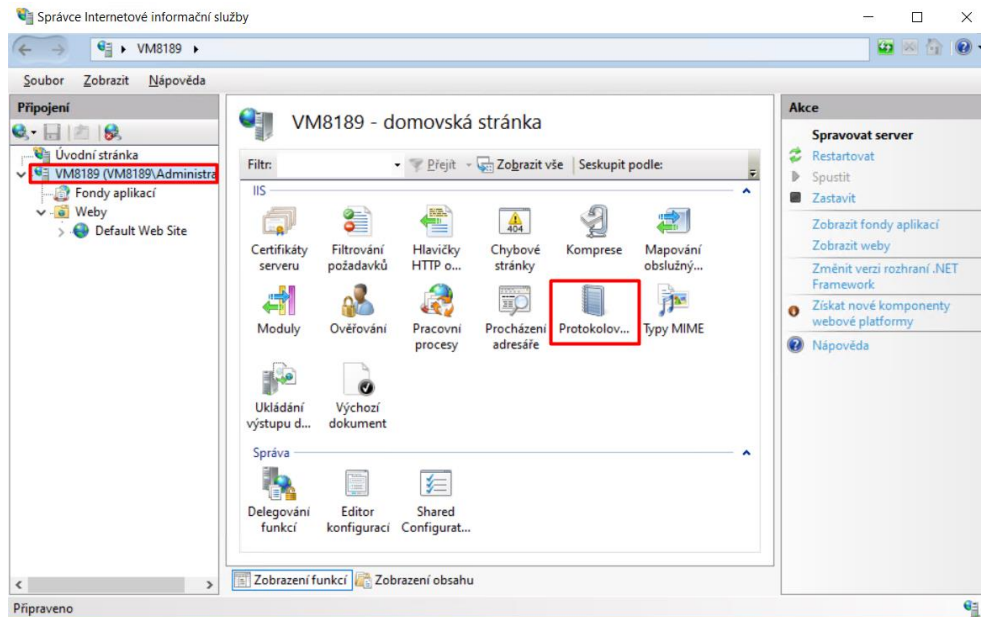 Správce Internetové informační služby
VM8189
Soubor Zobrazit Nápověda
Připojení
Úvodní stránka
VM8189 (VM8189\Administra
Fondy aplikací
Weby
Default Web Site
VM8189 - domovská stránka
Filtr: Přejít Zobrazit vše Seskupit podle:
IIS
Certifikáty
serveru
Filtrování
požadavků
Hlavičky
HTTP o...
Chybové
stránky
Komprese
Mapování
obslužný...
Moduly
Ověřování
Pracovní
procesy
Procházení
adresáře
Protokolov...
Typy MIME
Ukládání
výstupu d...
Výchozí
dokument
Správa
Delegování
funkcí
Editor
konfigurací
Shared
Configurat...
Zobrazení funkcí Zobrazení obsahu
Akce
Spravovat server
Restartovat
Spustit
Zastavit
Zobrazit fondy aplikací
Zobrazit weby
Změnit verzi rozhraní .NET
Framework
Získat nové komponenty
webové platformy
Nápověda
Připraveno